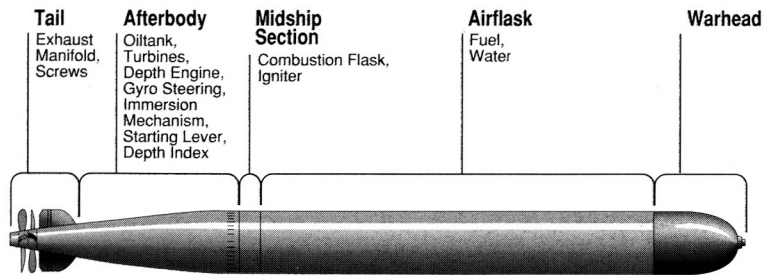 Tail
Exhaust
Manifold,
Screws
Afterbody
Oiltank,
Turbines,
Depth Engine,
Gyro Steering,
Immersion
Mechanism,
Starting Lever,
Depth Index
Midship
Section
Combustion Flask,
Igniter
Airflask
Fuel,
Water
Warhead